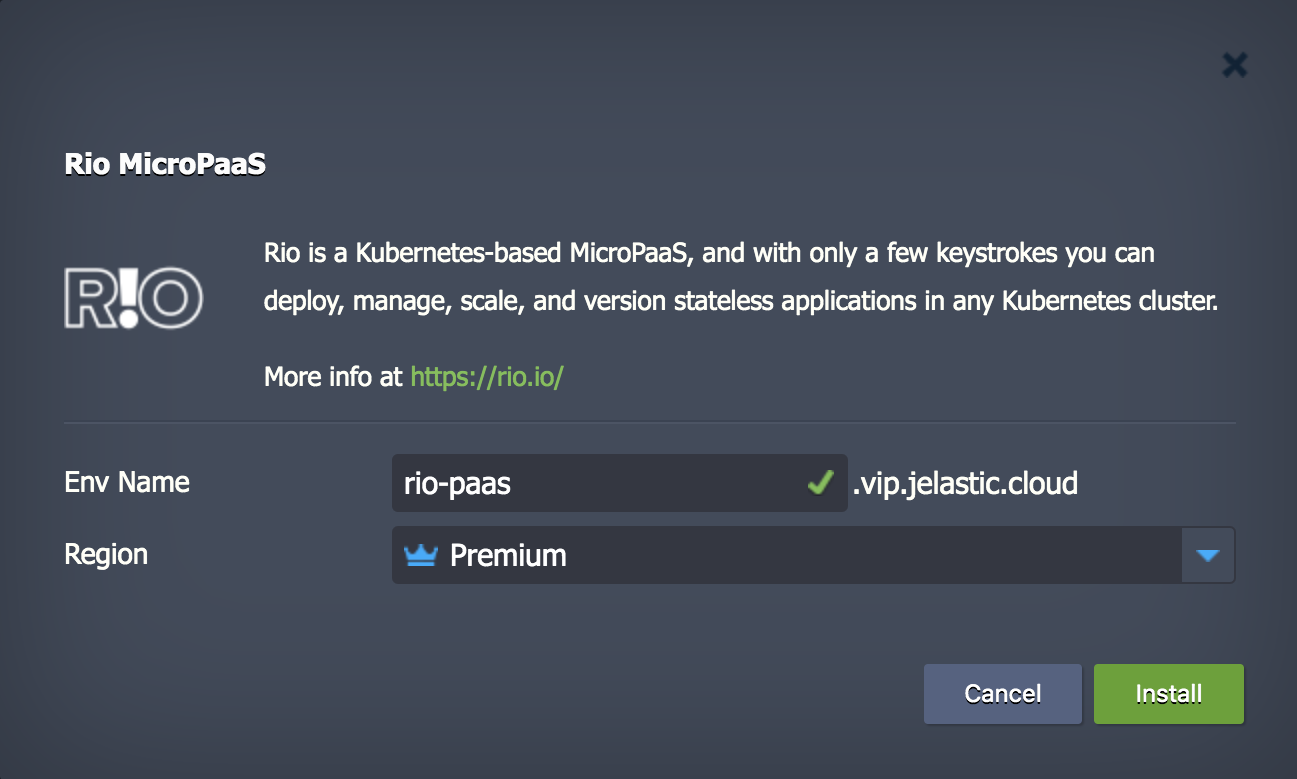 Rio MicroPaaS
R!O
Rio is a Kubernetes-based MicroPaaS, and with only a few keystrokes you can
deploy, manage, scale, and version stateless applications in any Kubernetes cluster.
More info at https://rio.io/
Env Name
rio-paas
.vip.jelastic.cloud
Region
Premium
Cancel
Install